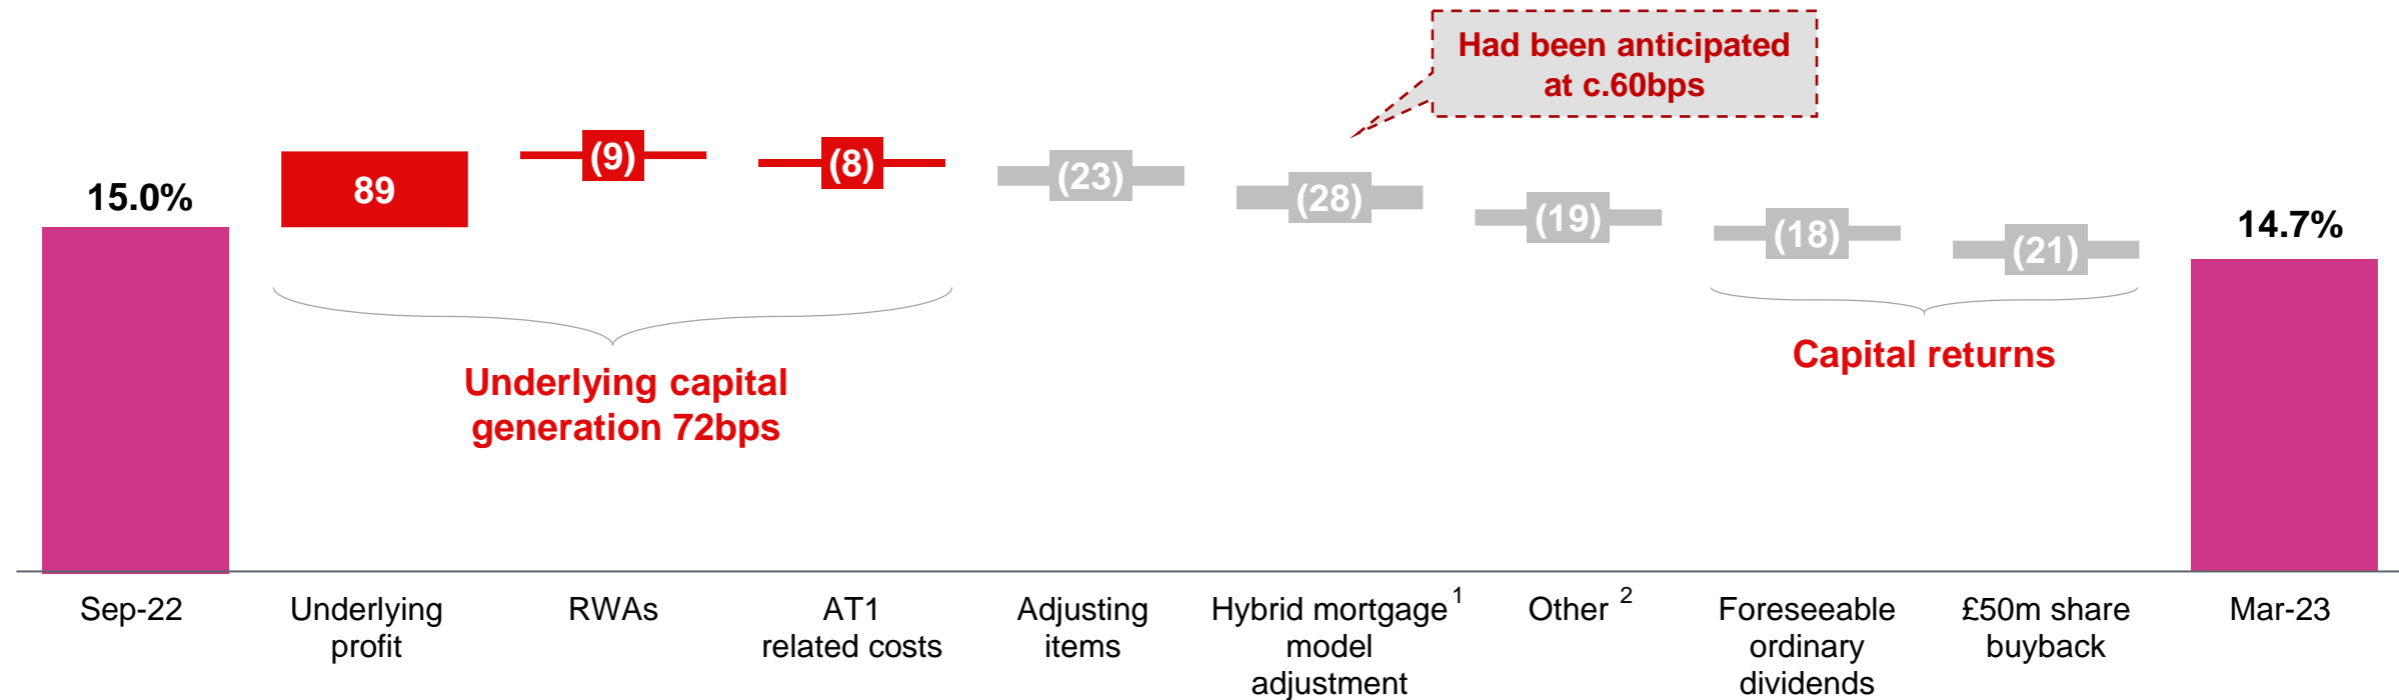 Had been anticipated
at c.60bps
15.0%
89
(9)
(8)
(23)
(28)
(19)
(18)
(21)
14.7%
Underlying capital
generation 72bps
Capital returns
Sep-22
Underlying
profit
RWAs
AT1
related costs
Adjusting
items
Hybrid mortgage 1
model
adjustment
Other 2
Foreseeable
ordinary
dividends
£50m share
buyback
Mar-23